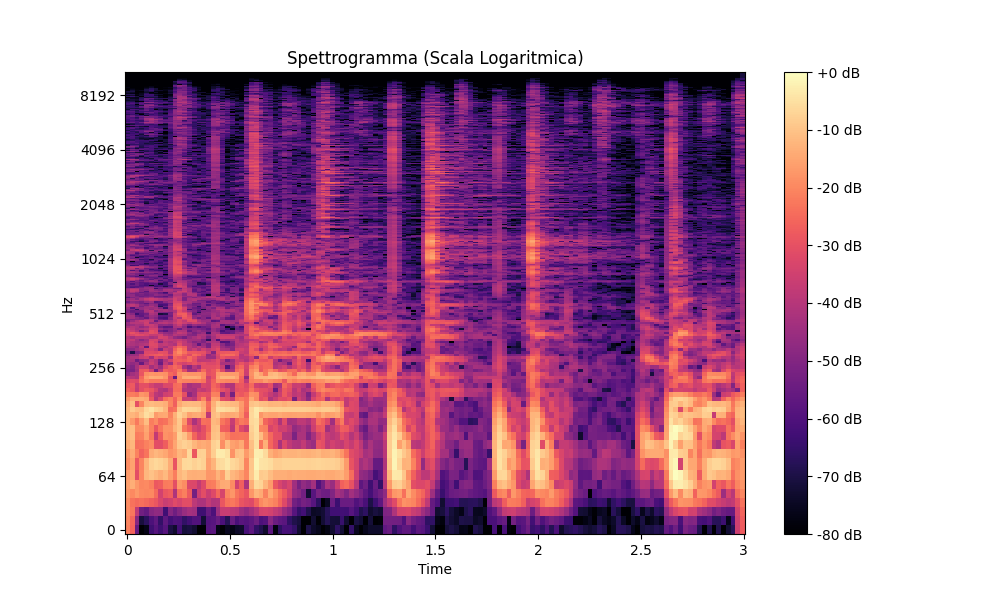 Spettrogramma (Scala Logaritmica)
8192
4096
2048
1024
512
256
128
64
0
Hz
0
0.5
1
1.5
2
2.5
3
Time
+0 dB
-10 dB
-20 dB
-30 dB
-40 dB
-50 dB
-60 dB
-70 dB
-80 dB